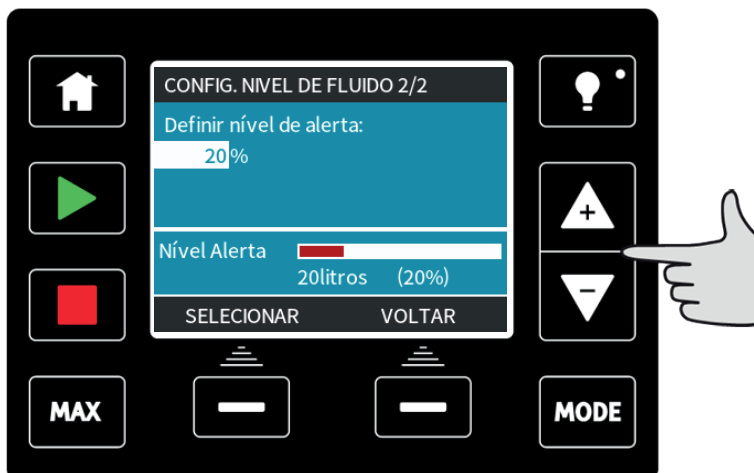 CONFIG. NIVEL DE FLUIDO 2/2
Definir nível de alerta:
20%
Nível Alerta
20litros (20%)
SELECIONAR VOLTAR
+
−
MAX
MODE